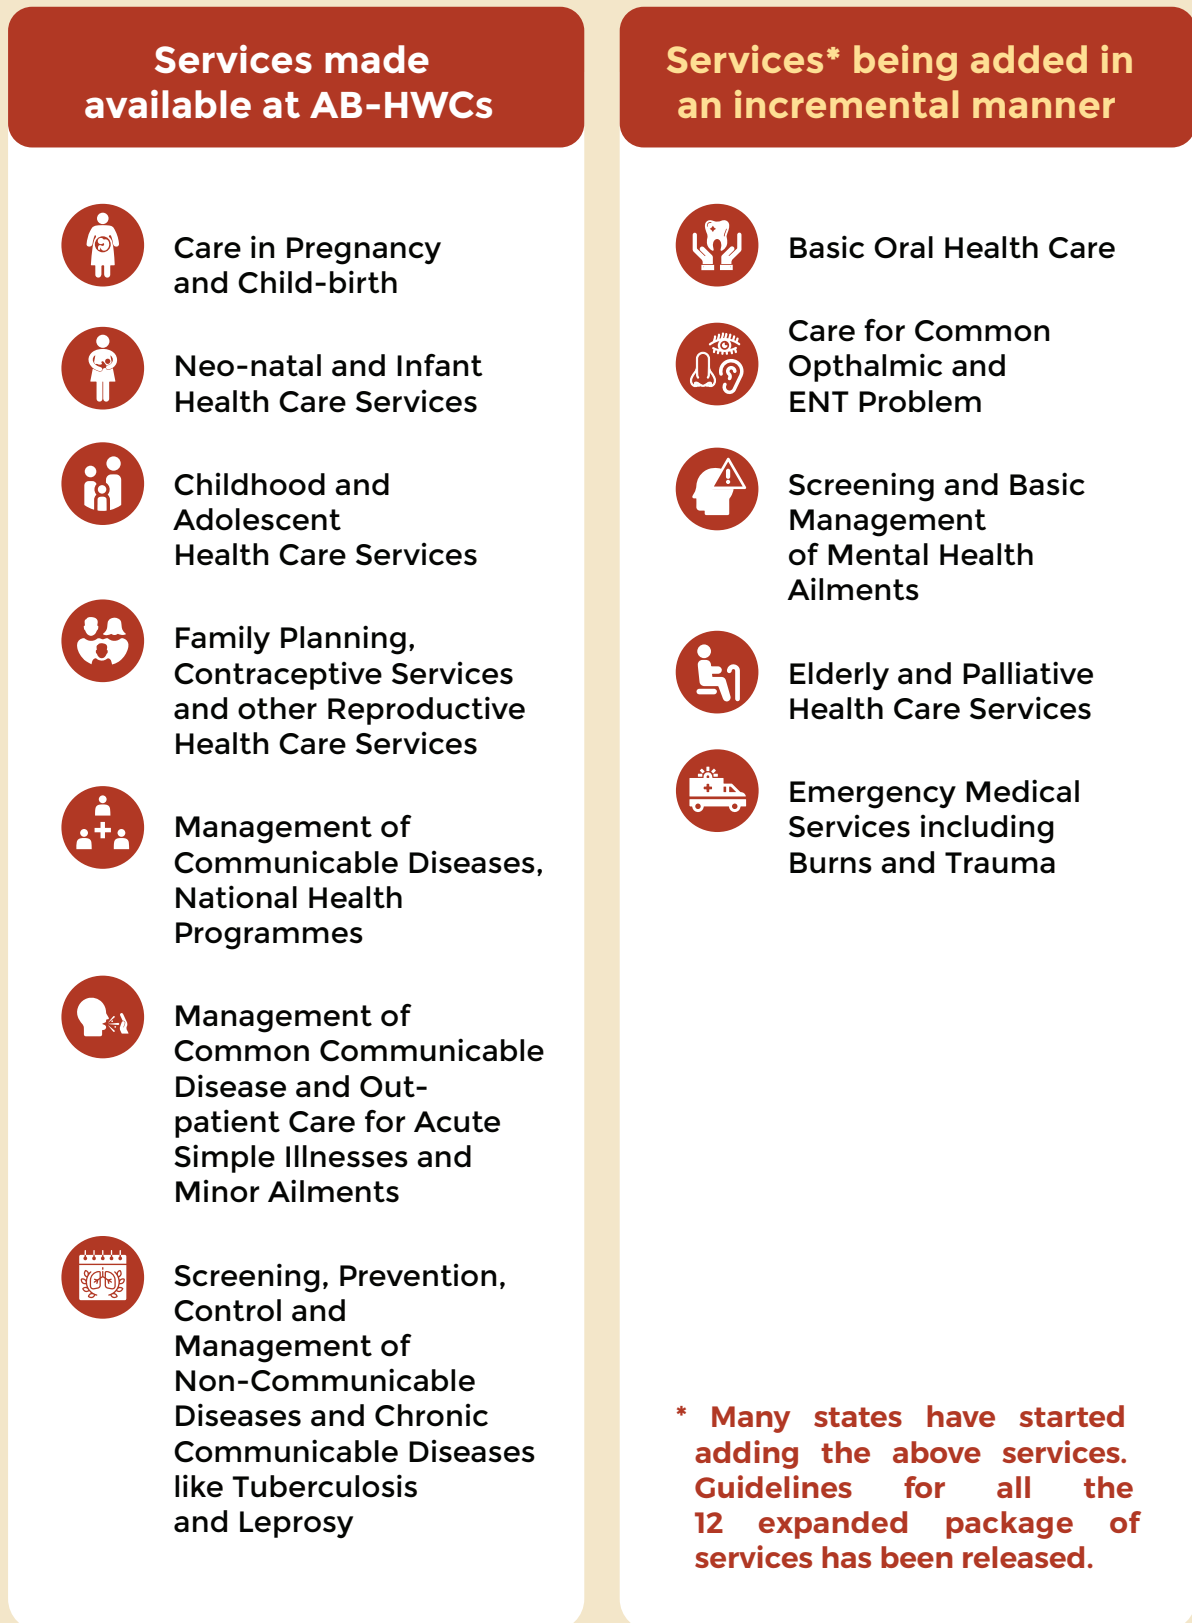 Services made
available at AB-HWCs
Care in Pregnancy
and Child-birth
Neo-natal and Infant
Health Care Services
Childhood and
Adolescent
Health Care Services
Family Planning,
Contraceptive Services
and other Reproductive
Health Care Services
Management of
Communicable Diseases,
National Health
Programmes
Management of
Common Communicable
Disease and Out-
patient Care for Acute
Simple Illnesses and
Minor Ailments
Screening, Prevention,
Control and
Management of
Non-Communicable
Diseases and Chronic
Communicable Diseases
like Tuberculosis
and Leprosy
Services* being added in
an incremental manner
Basic Oral Health Care
Care for Common
Opthalmic and
ENT Problem
Screening and Basic
Management
of Mental Health
Ailments
Elderly and Palliative
Health Care Services
Emergency Medical
Services including
Burns and Trauma
* Many states have started
adding the above services.
Guidelines for all the
12 expanded package of
services has been released.